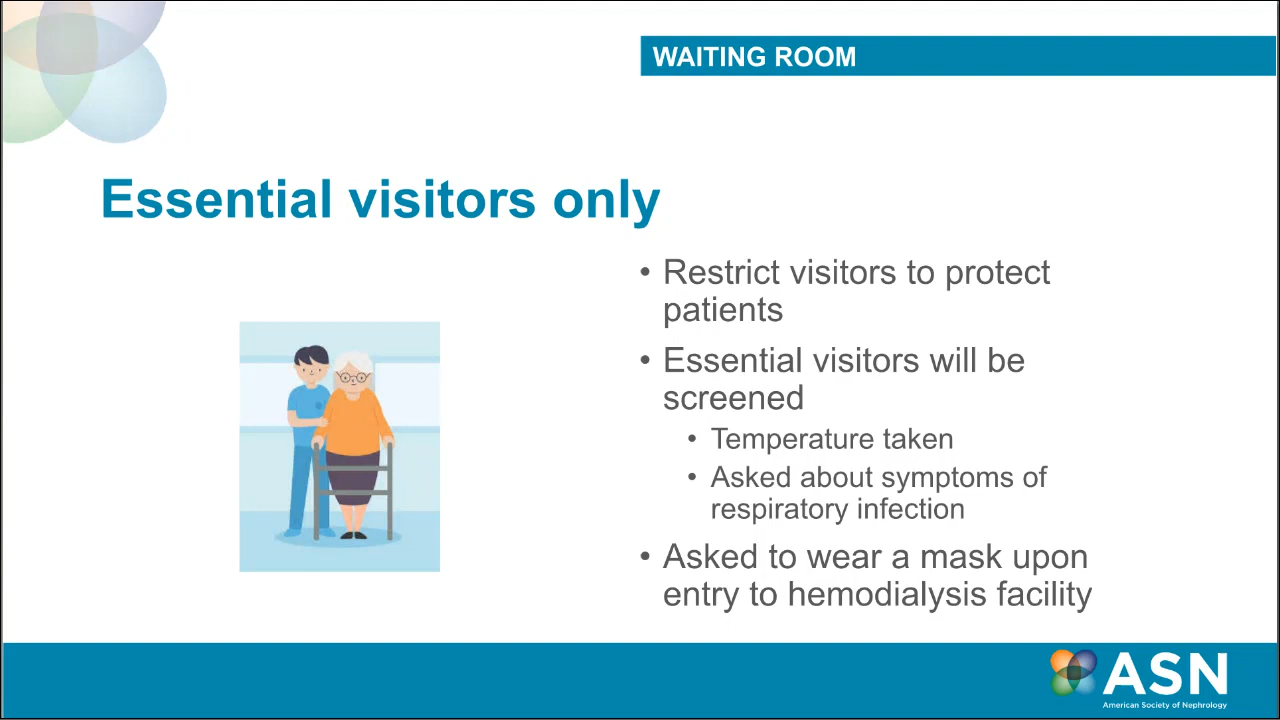 WAITING ROOM
Essential visitors only
• Restrict visitors to protect
patients
• Essential visitors will be
screened
• Temperature taken
• Asked about symptoms of
respiratory infection
• Asked to wear a mask upon
entry to hemodialysis facility
ASN
American Society of Nephrology